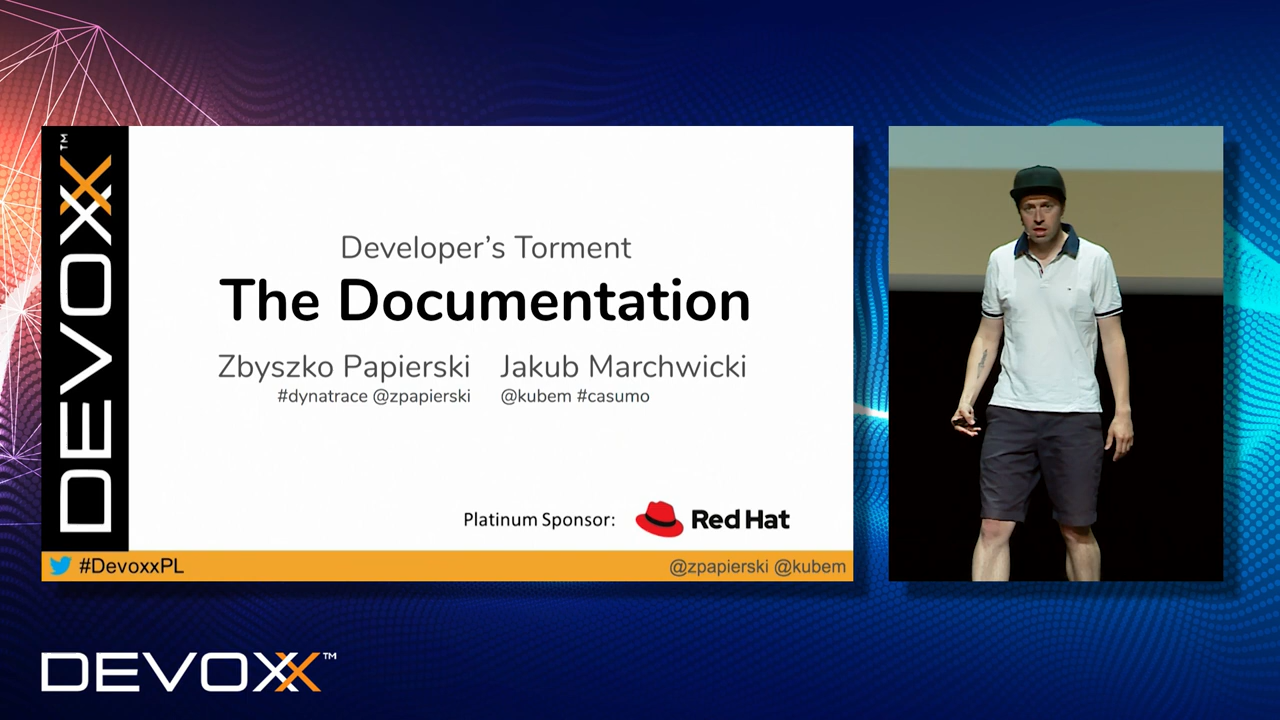 DEVOXX™
Developer's Torment
The Documentation
Zbyszko Papierski Jakub Marchwicki
#dynatrace @zpapierski @kubem #casumo
Platinum Sponsor: Red Hat
#DevoxxPL @zpapierski @kubem
DEVOXX™